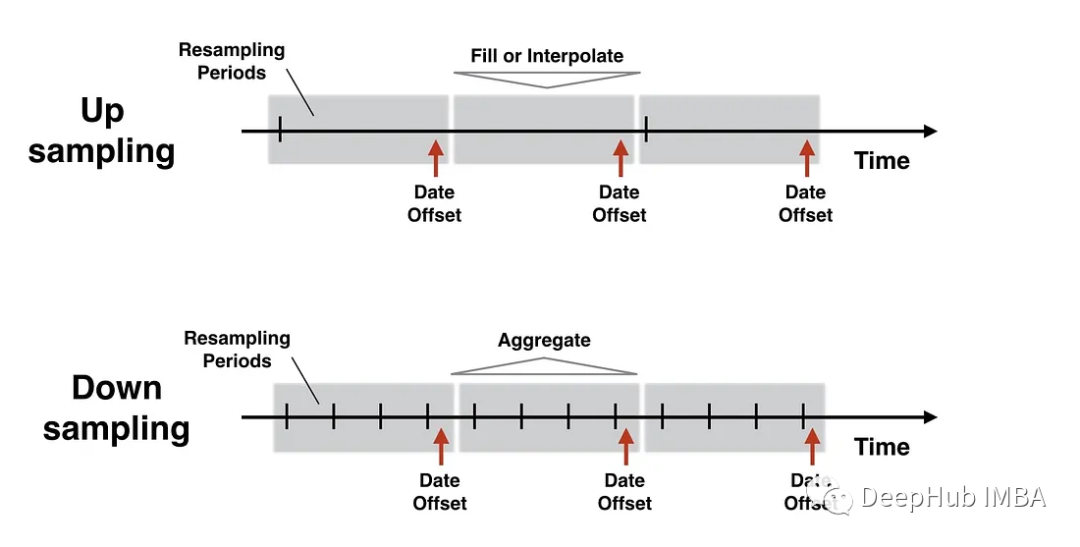 Resampling
Periods
Fill or Interpolate
Up
sampling
Time
Date
Offset
Date
Offset
Date
Offset
Resampling
Periods
Aggregate
Down
sampling
Time
Date
Offset
Date
Offset
Date
Offset
DeepHub IMBA